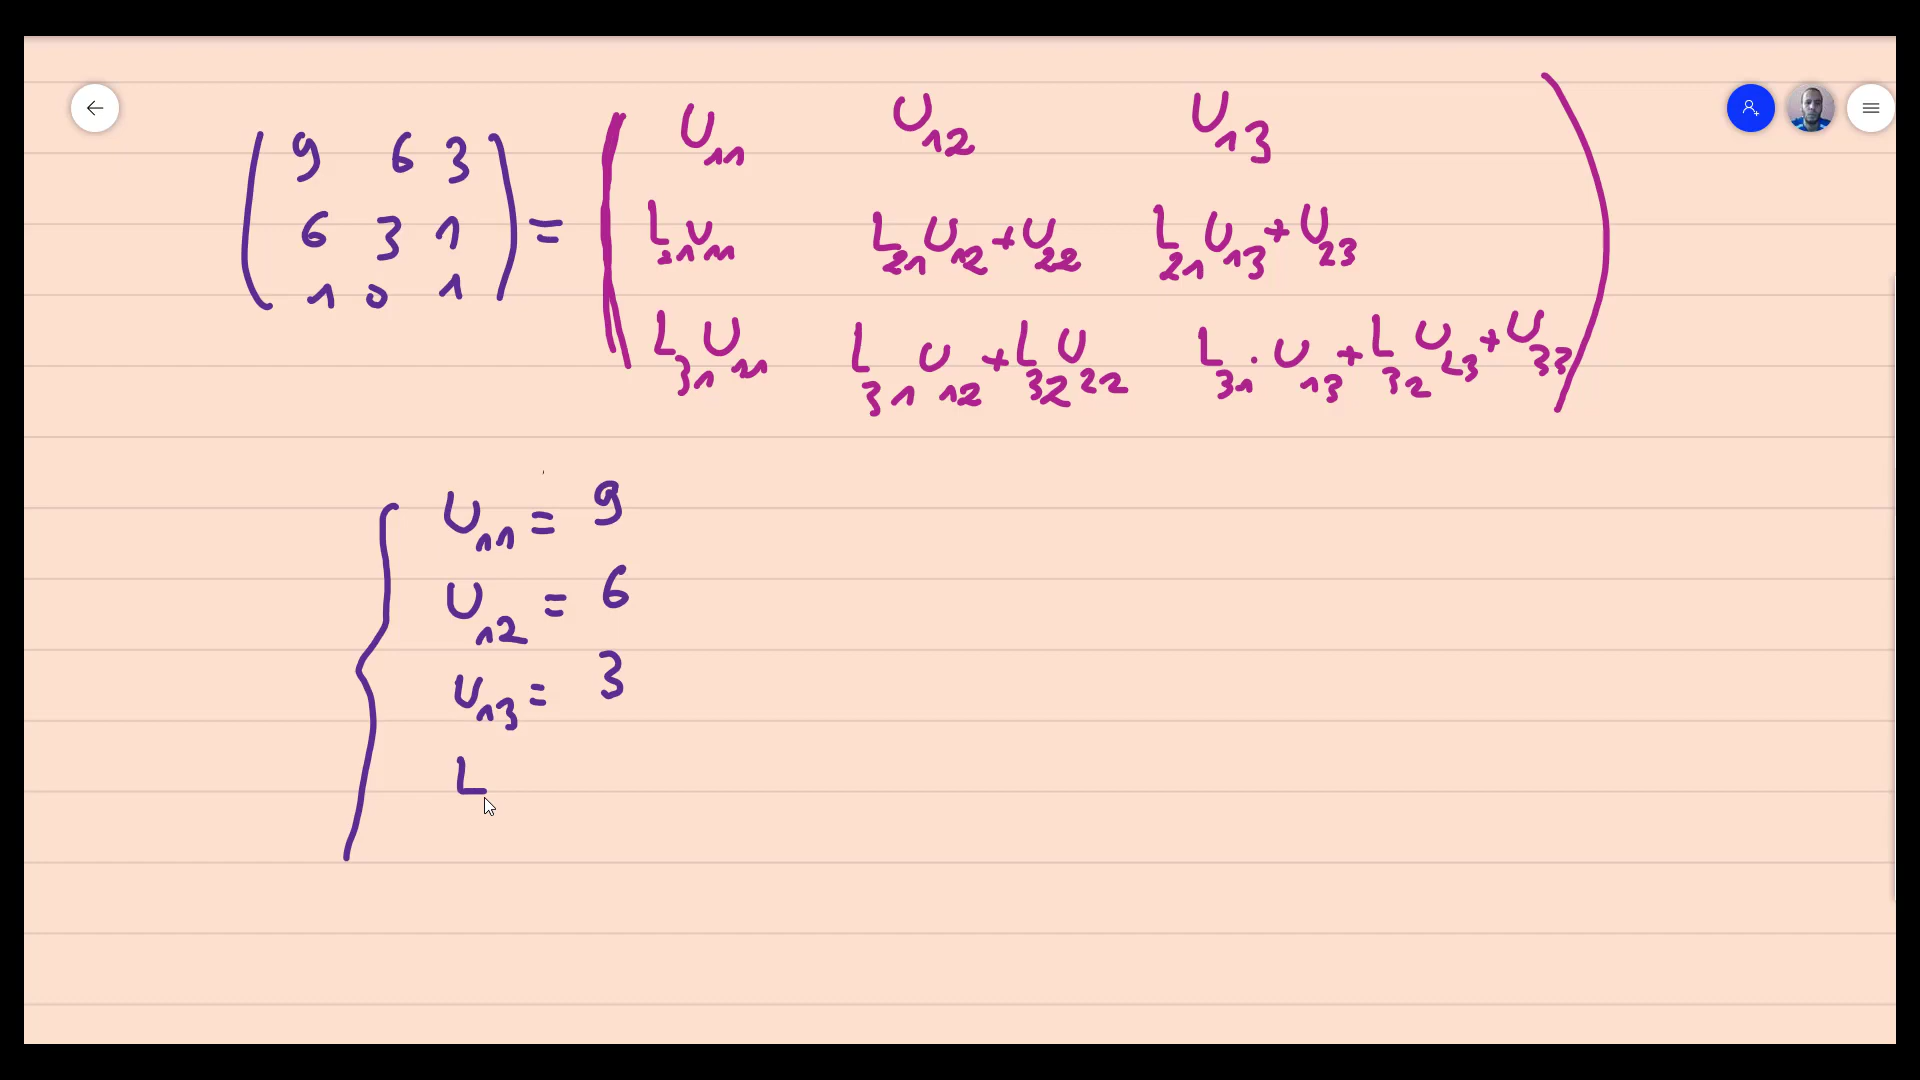 ( 9 6 3 ) = ( U₁₁ U₁₂ U₁₃ )
6 3 1 L₂₁U₁₁ L₂₁U₁₂+U₂₂ L₂₁U₁₃+U₂₃
1 0 1 L₃₁U₁₁ L₃₁U₁₂+L₃₂U₂₂ L₃₁.U₁₃+L₃₂U₂₃+U₃₃
{ U₁₁ = 9
U₁₂ = 6
U₁₃ = 3
L